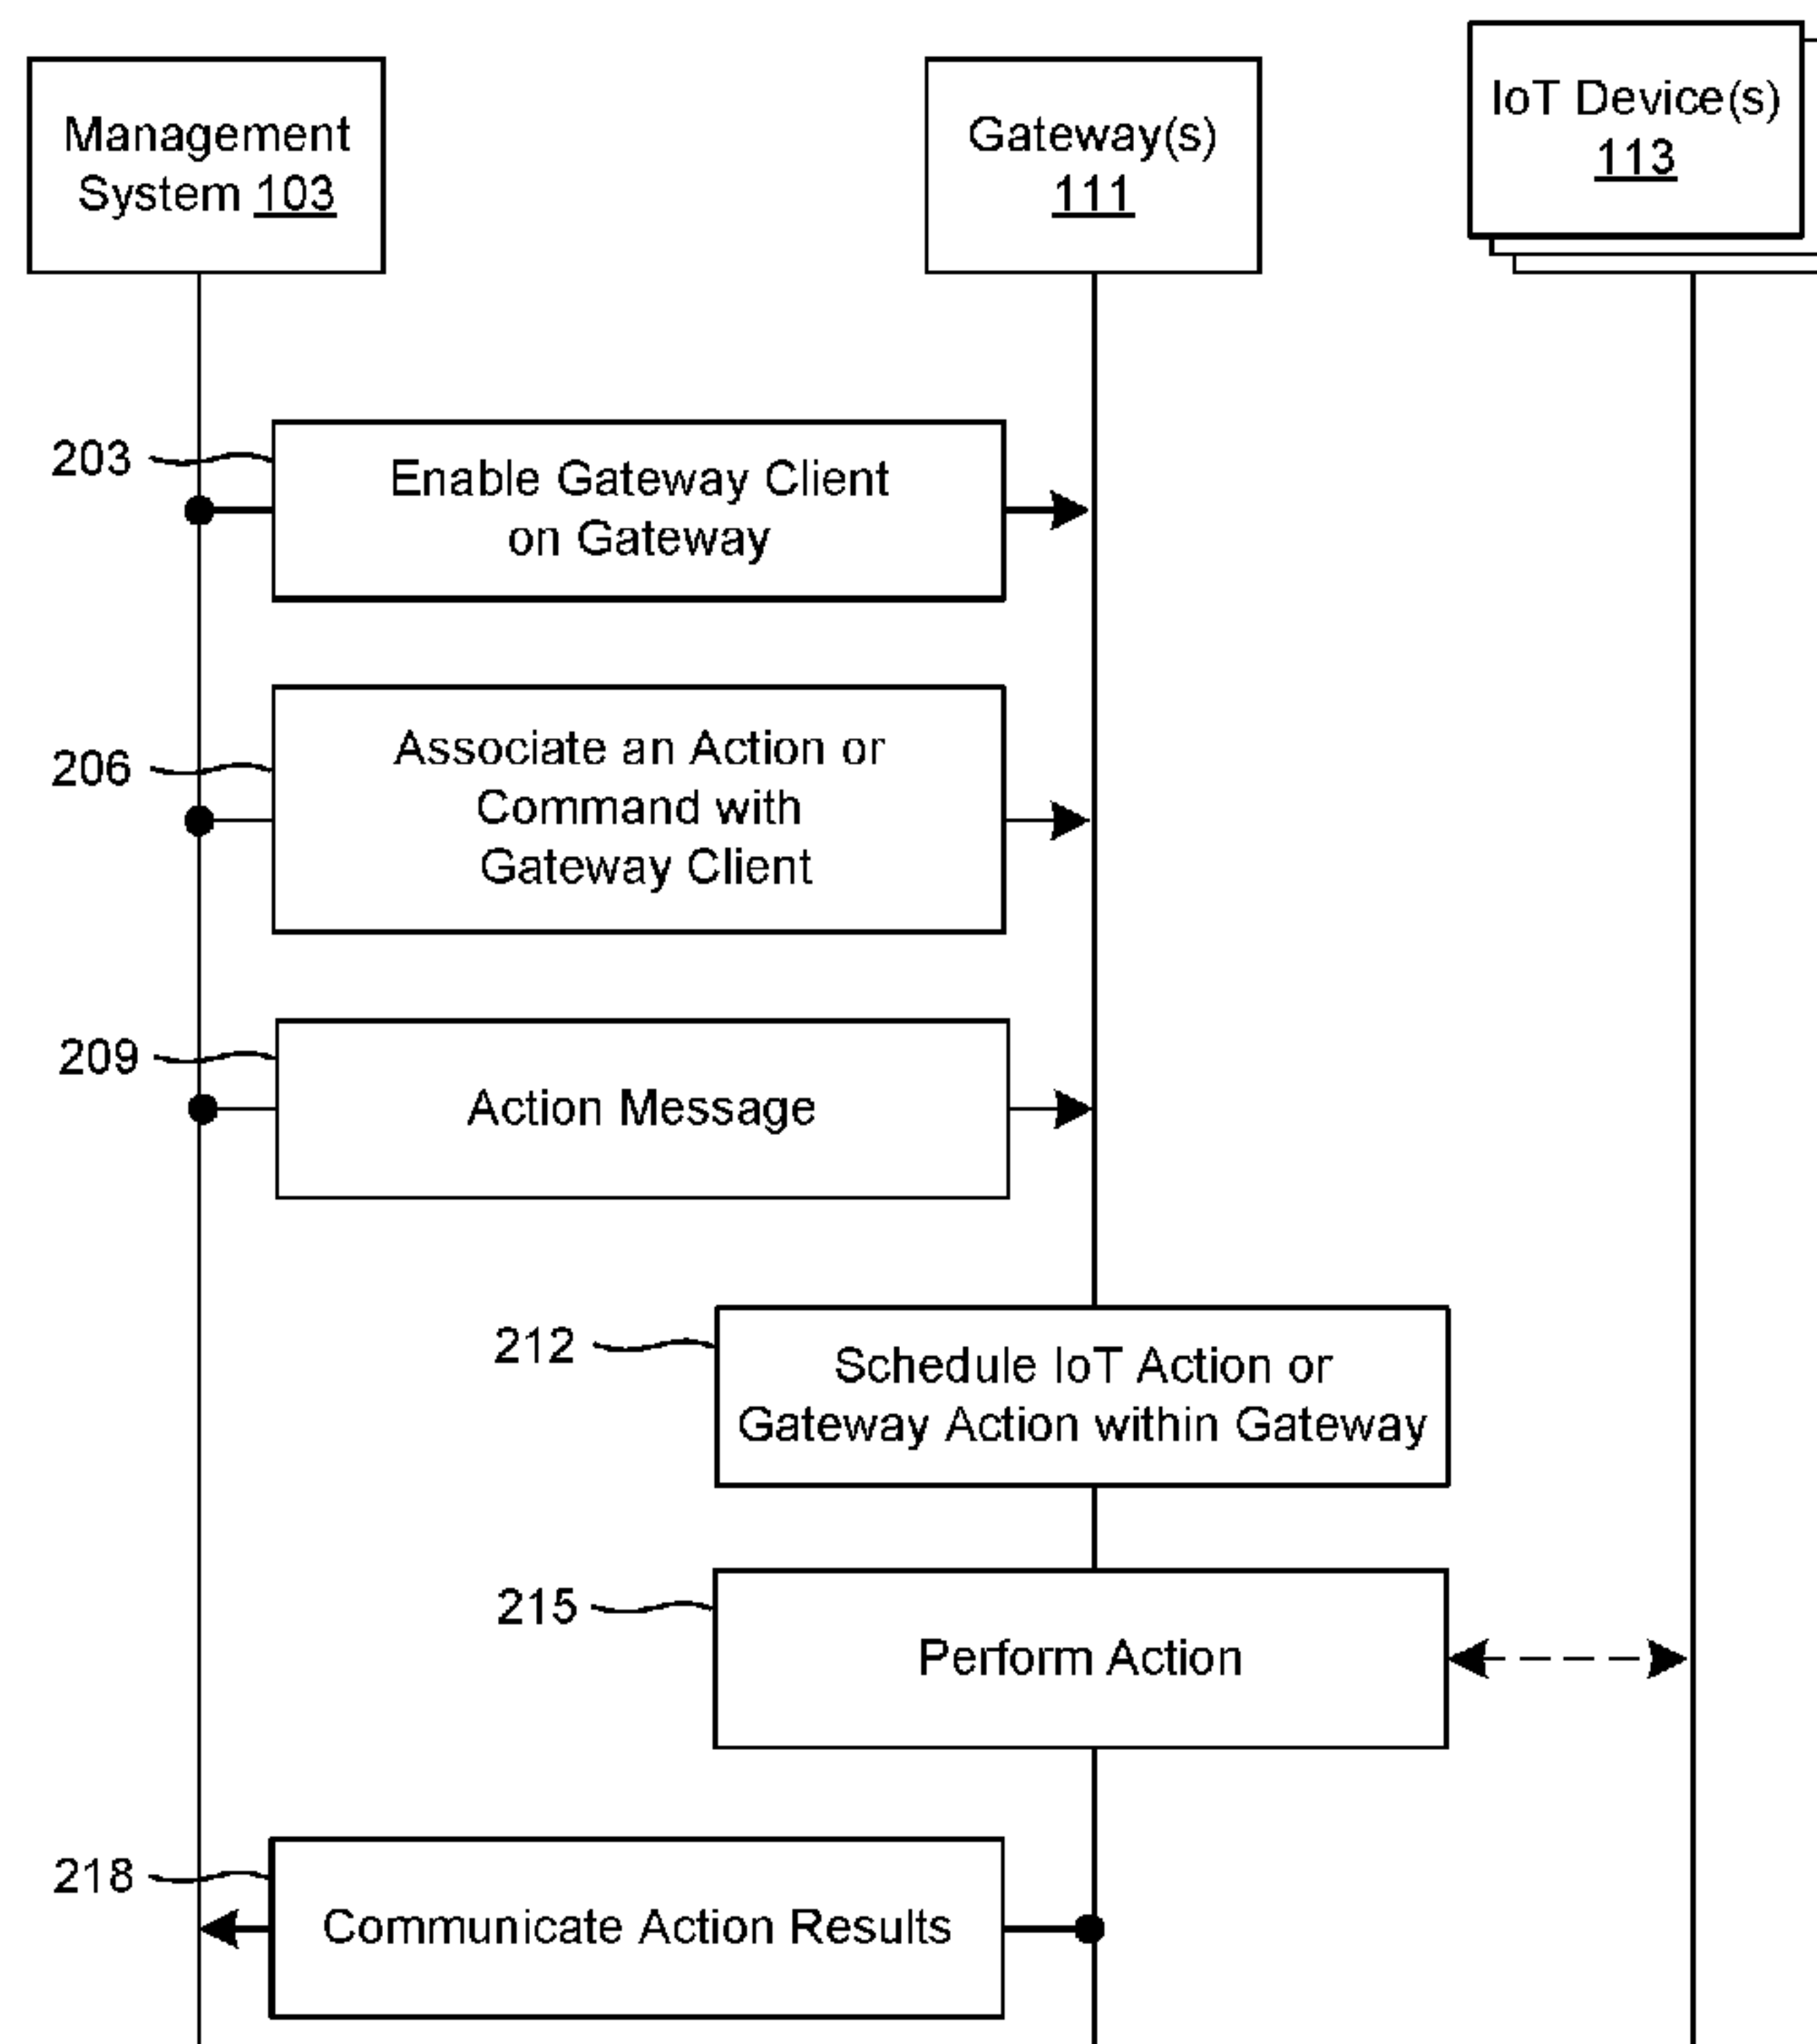 Management
System 103
Gateway(s)
111
IoT Device(s)
113
203
Enable Gateway Client
on Gateway
206
Associate an Action or
Command with
Gateway Client
209
Action Message
212
Schedule IoT Action or
Gateway Action within Gateway
215
Perform Action
218
Communicate Action Results